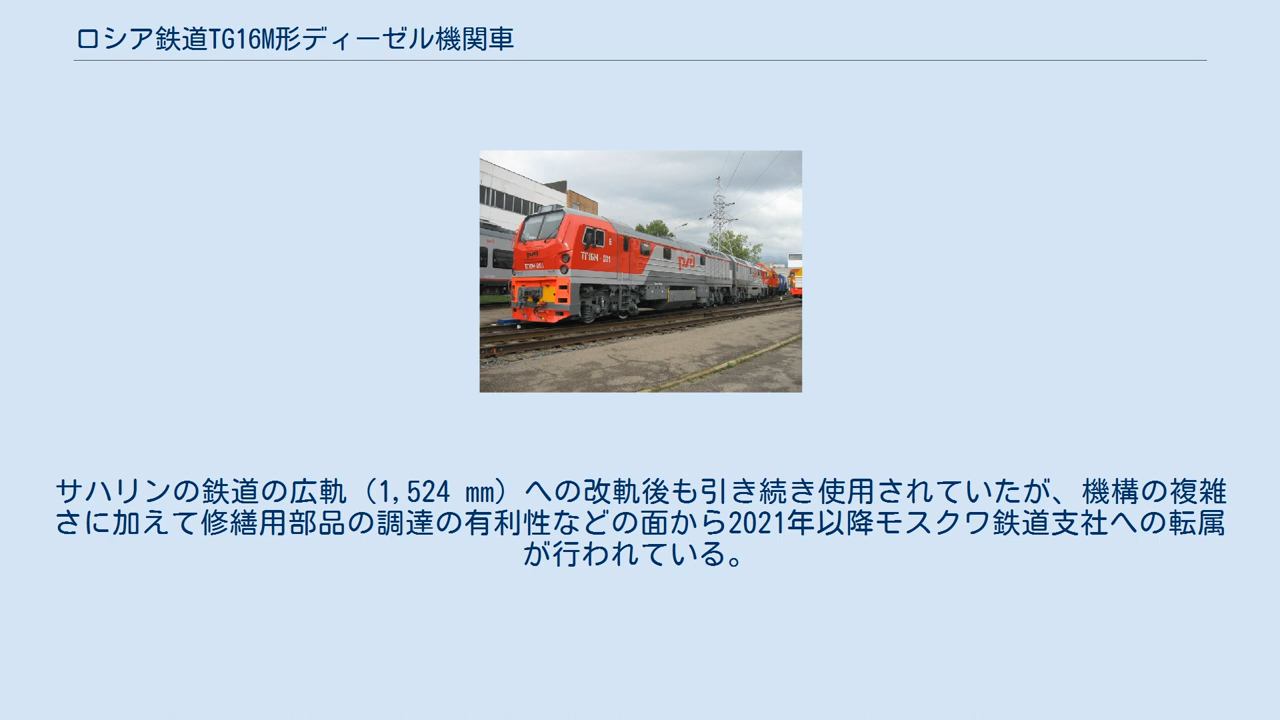 ロシア鉄道TG16M形ディーゼル機関車
サハリンの鉄道の広軌（1,524 mm）への改軌後も引き続き使用されていたが、機構の複雑
さに加えて修繕用部品の調達の有利性などの面から2021年以降モスクワ鉄道支社への転属
が行われている。